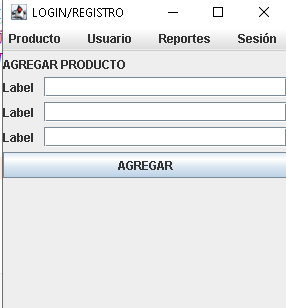 LOGIN/REGISTRO
Producto Usuario Reportes Sesión
AGREGAR PRODUCTO
Label
Label
Label
AGREGAR